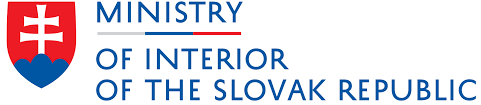 MINISTRY
OF INTERIOR
OF THE SLOVAK REPUBLIC